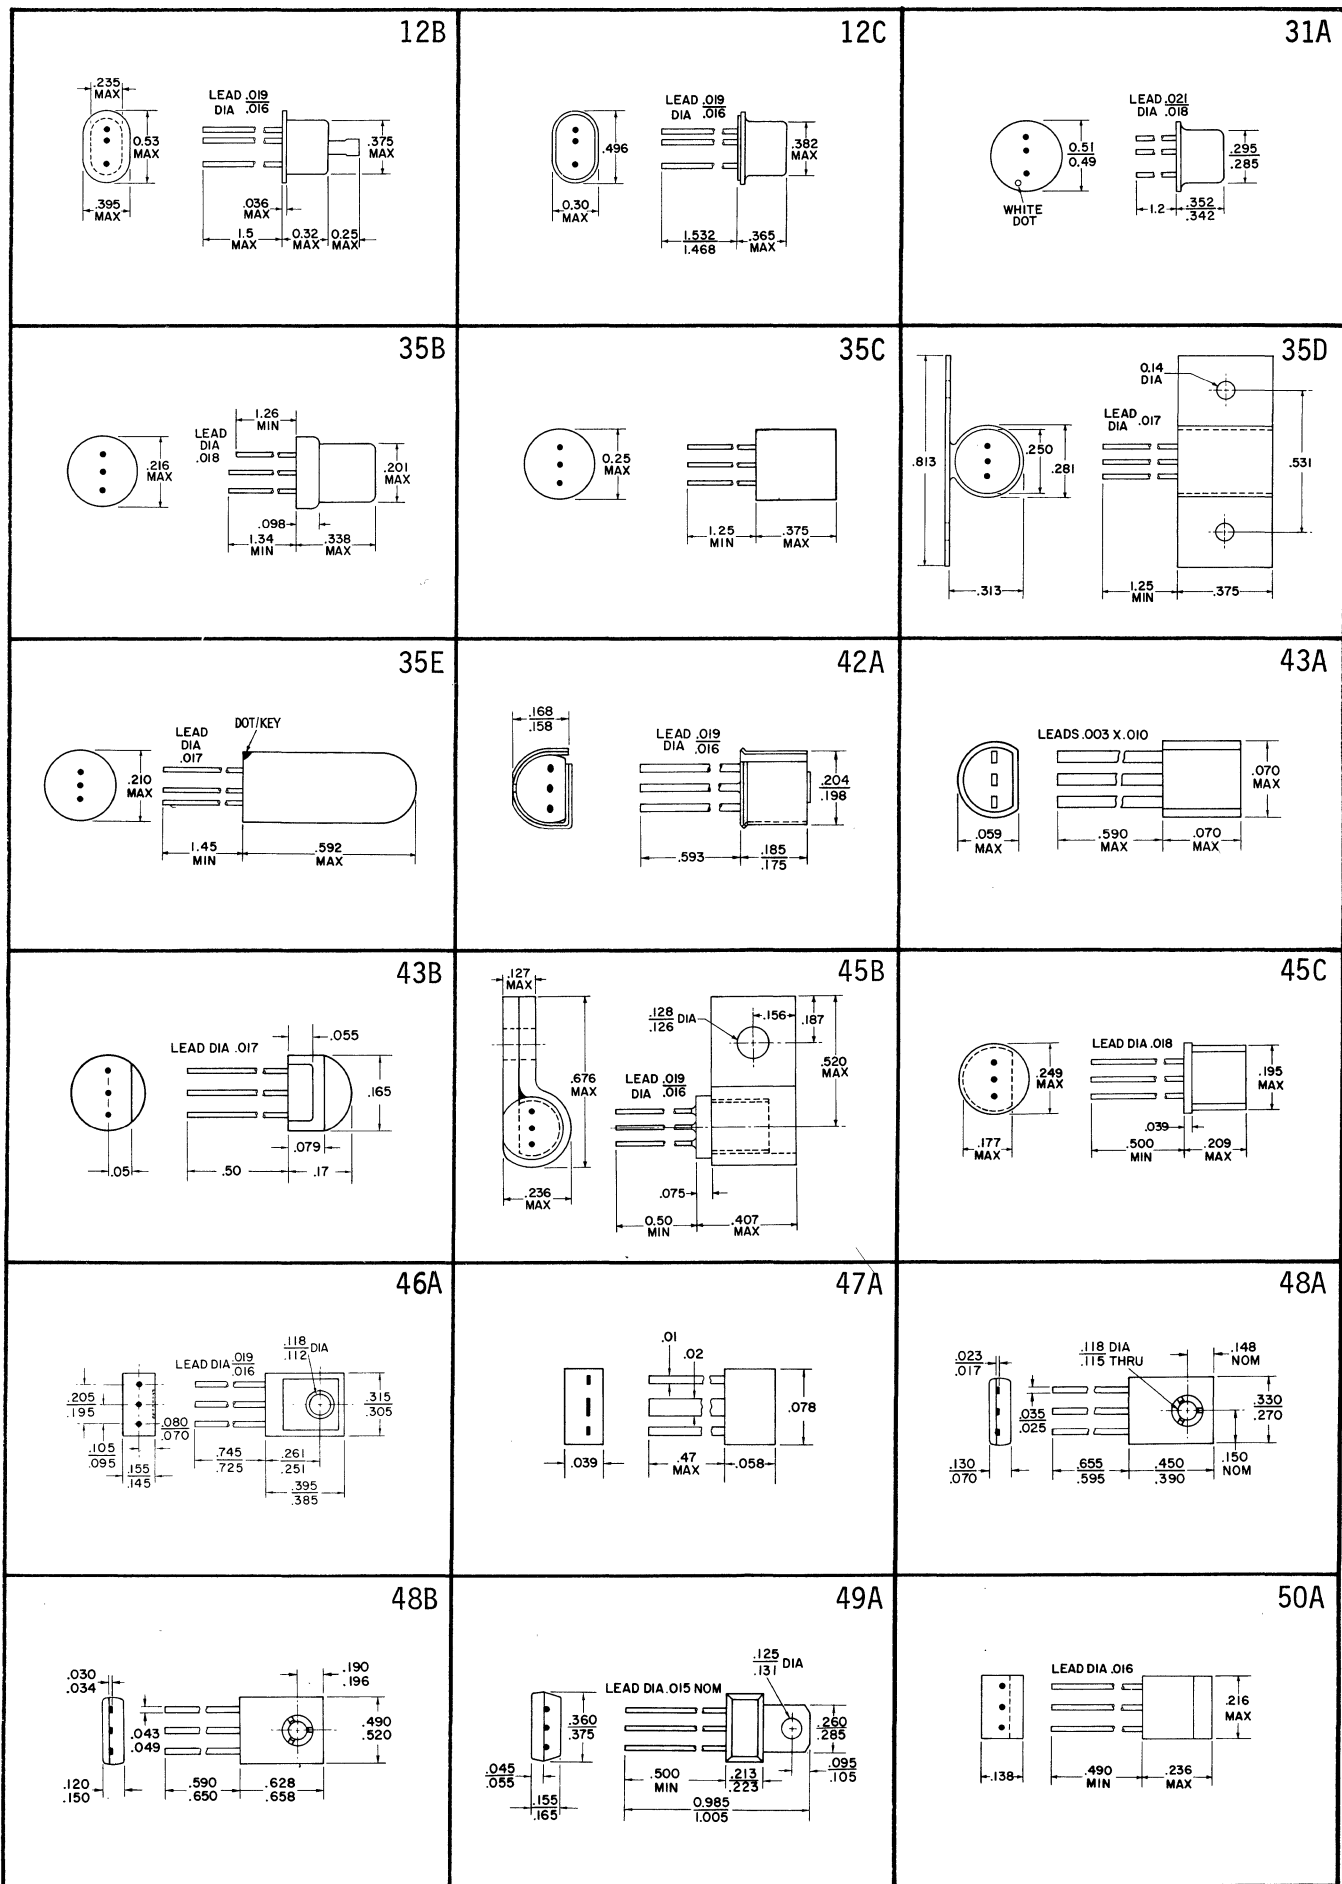 12B
.235
MAX
LEAD .019
DIA .016
0.53
MAX
.375
MAX
.395
MAX
.036
MAX
1.5
MAX
0.32
MAX
0.25
MAX
12C
LEAD .019
DIA .016
.496
.382
MAX
0.30
MAX
1.532
1.468
.365
MAX
31A
LEAD .021
DIA .018
0.51
0.49
.295
.285
WHITE
DOT
1.2
.352
.342
35B
1.26
MIN
LEAD
DIA
.018
.216
MAX
.201
MAX
.098
1.34
MIN
.338
MAX
35C
0.25
MAX
1.25
MIN
.375
MAX
35D
0.14
DIA
LEAD
DIA .017
.813
.250
.281
.531
.313
1.25
MIN
.375
35E
DOT/KEY
LEAD
DIA
.017
.210
MAX
1.45
MIN
.592
MAX
42A
.168
.158
LEAD .019
DIA .016
.204
.198
.593
.185
.175
43A
LEADS .003 X .010
.070
MAX
.059
MAX
.590
MAX
.070
MAX
43B
.055
LEAD DIA .017
.165
.079
.05
.50
.17
45B
.127
MAX
.128
.126 DIA
.156
.187
.520
MAX
.676
MAX
LEAD .019
DIA .016
.236
MAX
.075
0.50
MIN
.407
MAX
45C
LEAD DIA .018
.249
MAX
.195
MAX
.039
.177
MAX
.500
MIN
.209
MAX
46A
.118
.112 DIA
LEAD DIA .019
.016
.205
.195
.315
.305
.080
.070
.105
.095
.155
.145
.745
.725
.261
.251
.395
.385
47A
.01
.02
.078
.039
.47
MAX
.058
48A
.023
.017
.118 DIA
.115 THRU
.148
NOM
.330
.270
.035
.025
.130
.070
.655
.595
.450
.390
.150
NOM
48B
.030
.034
.190
.196
.490
.520
.043
.049
.120
.150
.590
.650
.628
.658
49A
.125
.131 DIA
LEAD DIA .015 NOM
.360
.375
.260
.285
.045
.055
.500
MIN
.213
.223
.095
.105
.155
.165
0.985
1.005
50A
LEAD DIA .016
.216
MAX
.138
.490
MIN
.236
MAX